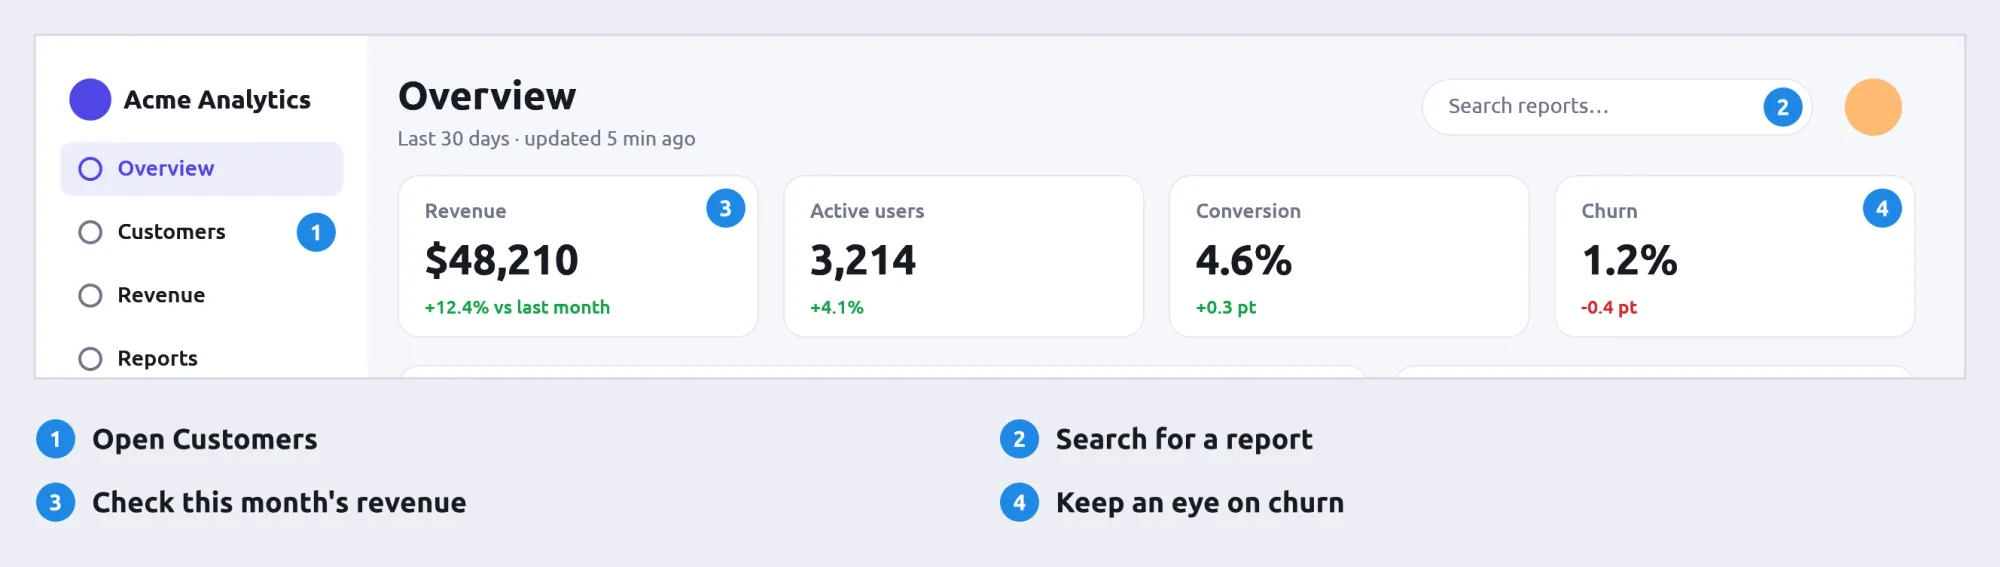 Acme Analytics
Overview
Customers 1
Revenue
Reports
Overview
Last 30 days · updated 5 min ago
Search reports... 2
Revenue 3
$48,210
+12.4% vs last month
Active users
3,214
+4.1%
Conversion
4.6%
+0.3 pt
Churn 4
1.2%
-0.4 pt
1 Open Customers
2 Search for a report
3 Check this month's revenue
4 Keep an eye on churn